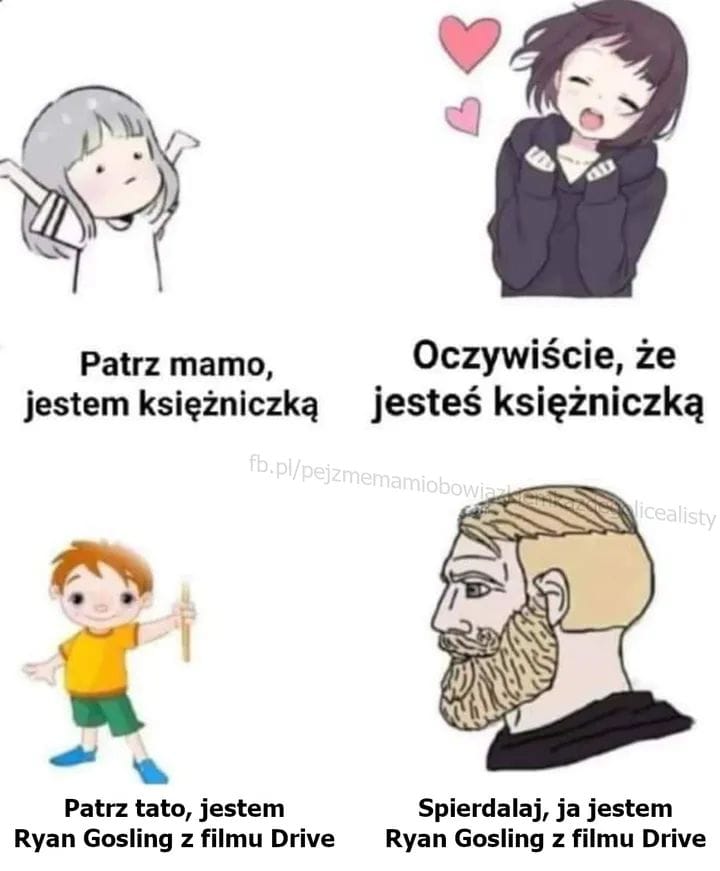 Patrz mamo,
jestem księżniczką
Oczywiście, że
jesteś księżniczką
Patrz tato, jestem
Ryan Gosling z filmu Drive
Spierdalaj, ja jestem
Ryan Gosling z filmu Drive